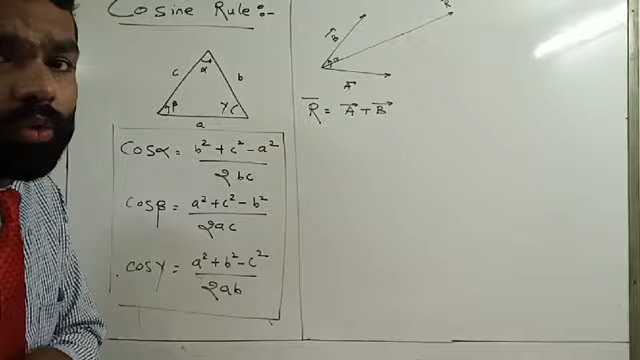 Cosine Rule:-
c
α
b
β
γ
a
Cosα = b² + c² - a² / 2bc
Cosβ = a² + c² - b² / 2ac
Cosγ = a² + b² - c² / 2ab
B
R
A
R = A + B